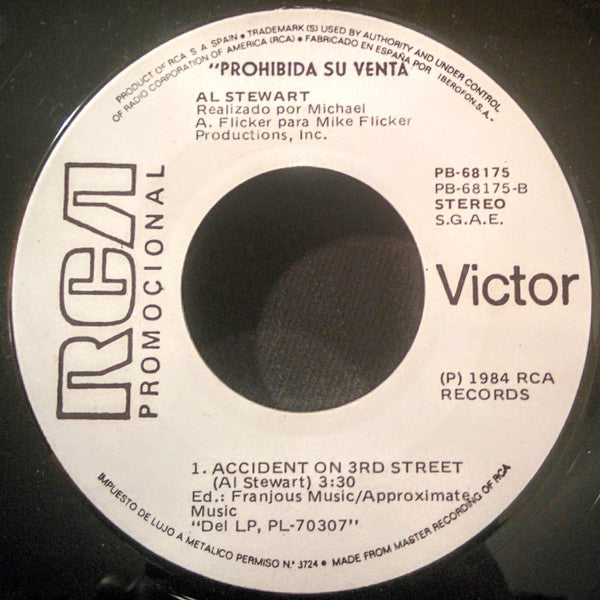 PRODUCT OF RCA S A SPAIN • TRADEMARK (S) USED BY AUTHORITY AND UNDER CONTROL
OF RADIO CORPORATION OF AMERICA (RCA) • FABRICADO EN ESPAÑA POR IBEROFON-S.A.-
"PROHIBIDA SU VENTA
AL STEWART
Realizado por Michael
A. Flicker para Mike Flicker
Productions, Inc.
PB-68175
PB-68175-B
STEREO
S.G.A.E.
RCA
PROMOCIONAL
Victor
(P) 1984 RCA
RECORDS
1. ACCIDENT ON 3RD STREET
(Al Stewart) 3:30
Ed.: Franjous Music/Approximate
Music
"Del LP, PL-70307"
IMPUESTO DE LUJO A METALICO PERMISO N.º 3724 • MADE FROM MASTER RECORDING OF RCA